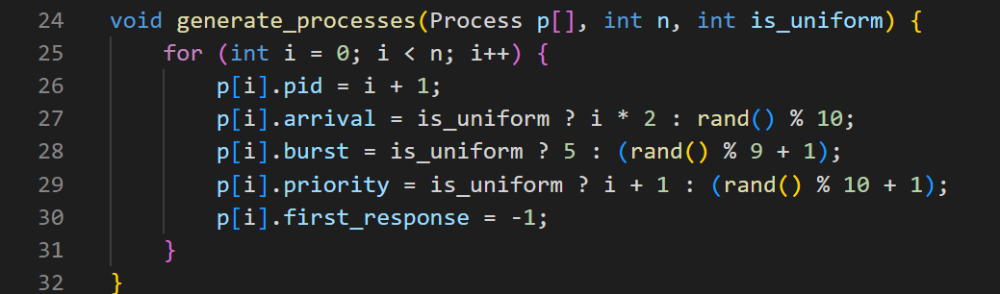 24 void generate_processes(Process p[], int n, int is_uniform) {
25     for (int i = 0; i < n; i++) {
26         p[i].pid = i + 1;
27         p[i].arrival = is_uniform ? i * 2 : rand() % 10;
28         p[i].burst = is_uniform ? 5 : (rand() % 9 + 1);
29         p[i].priority = is_uniform ? i + 1 : (rand() % 10 + 1);
30         p[i].first_response = -1;
31     }
32 }